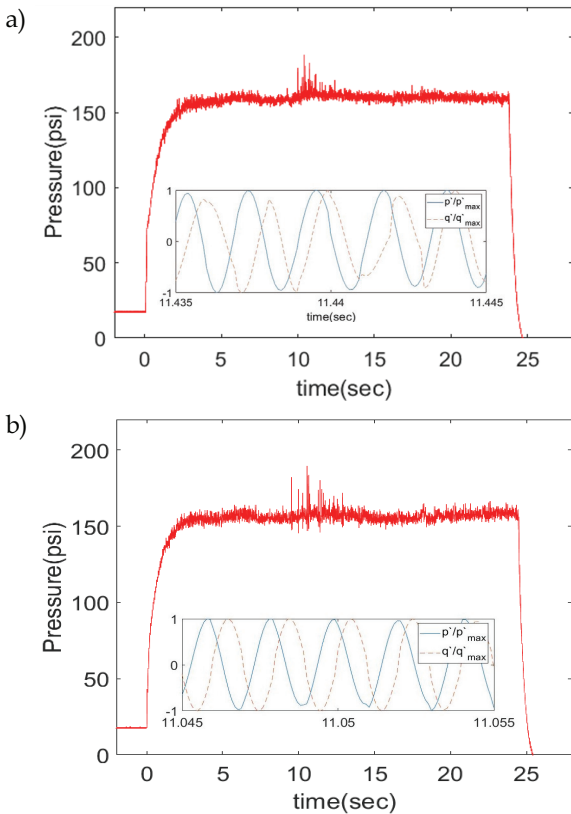 a)
200
150
100
50
0
Pressure(psi)
1
0
-1
p`/p`max
q`/q`max
11.435 11.44 11.445
time(sec)
0 5 10 15 20 25
time(sec)
b)
200
150
100
50
0
Pressure(psi)
1
0
-1
p`/p`max
q`/q`max
11.045 11.05 11.055
0 5 10 15 20 25
time(sec)